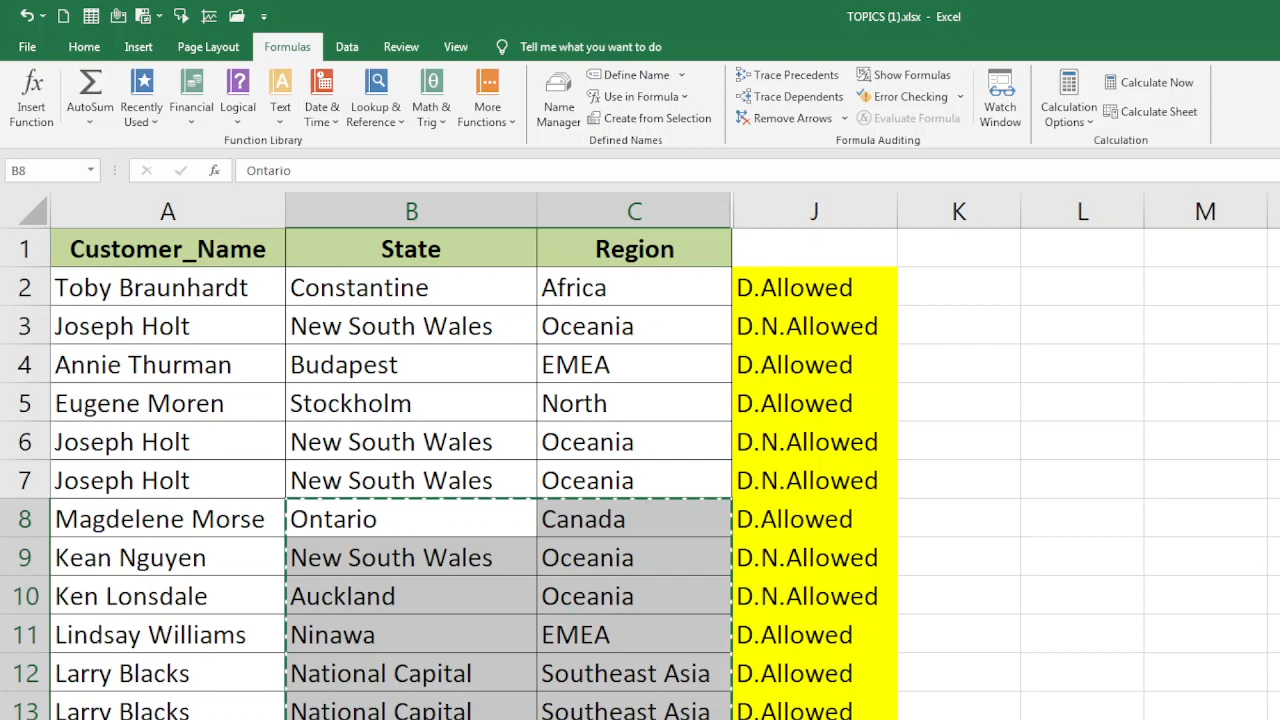 TOPICS (1).xlsx - Excel
File Home Insert Page Layout Formulas Data Review View Tell me what you want to do
fx Insert Function
AutoSum
Recently Used
Financial
Logical
Text
Date & Time
Lookup & Reference
Math & Trig
More Functions
Function Library
Name Manager
Define Name
Use in Formula
Create from Selection
Defined Names
Trace Precedents
Trace Dependents
Remove Arrows
Show Formulas
Error Checking
Evaluate Formula
Formula Auditing
Watch Window
Calculation Options
Calculate Now
Calculate Sheet
Calculation
B8 fx Ontario
A B C J K L M
1 Customer_Name State Region
2 Toby Braunhardt Constantine Africa D.Allowed
3 Joseph Holt New South Wales Oceania D.N.Allowed
4 Annie Thurman Budapest EMEA D.Allowed
5 Eugene Moren Stockholm North D.Allowed
6 Joseph Holt New South Wales Oceania D.N.Allowed
7 Joseph Holt New South Wales Oceania D.N.Allowed
8 Magdelene Morse Ontario Canada D.Allowed
9 Kean Nguyen New South Wales Oceania D.N.Allowed
10 Ken Lonsdale Auckland Oceania D.N.Allowed
11 Lindsay Williams Ninawa EMEA D.Allowed
12 Larry Blacks National Capital Southeast Asia D.Allowed
13 Larry Blacks National Capital Southeast Asia D.Allowed